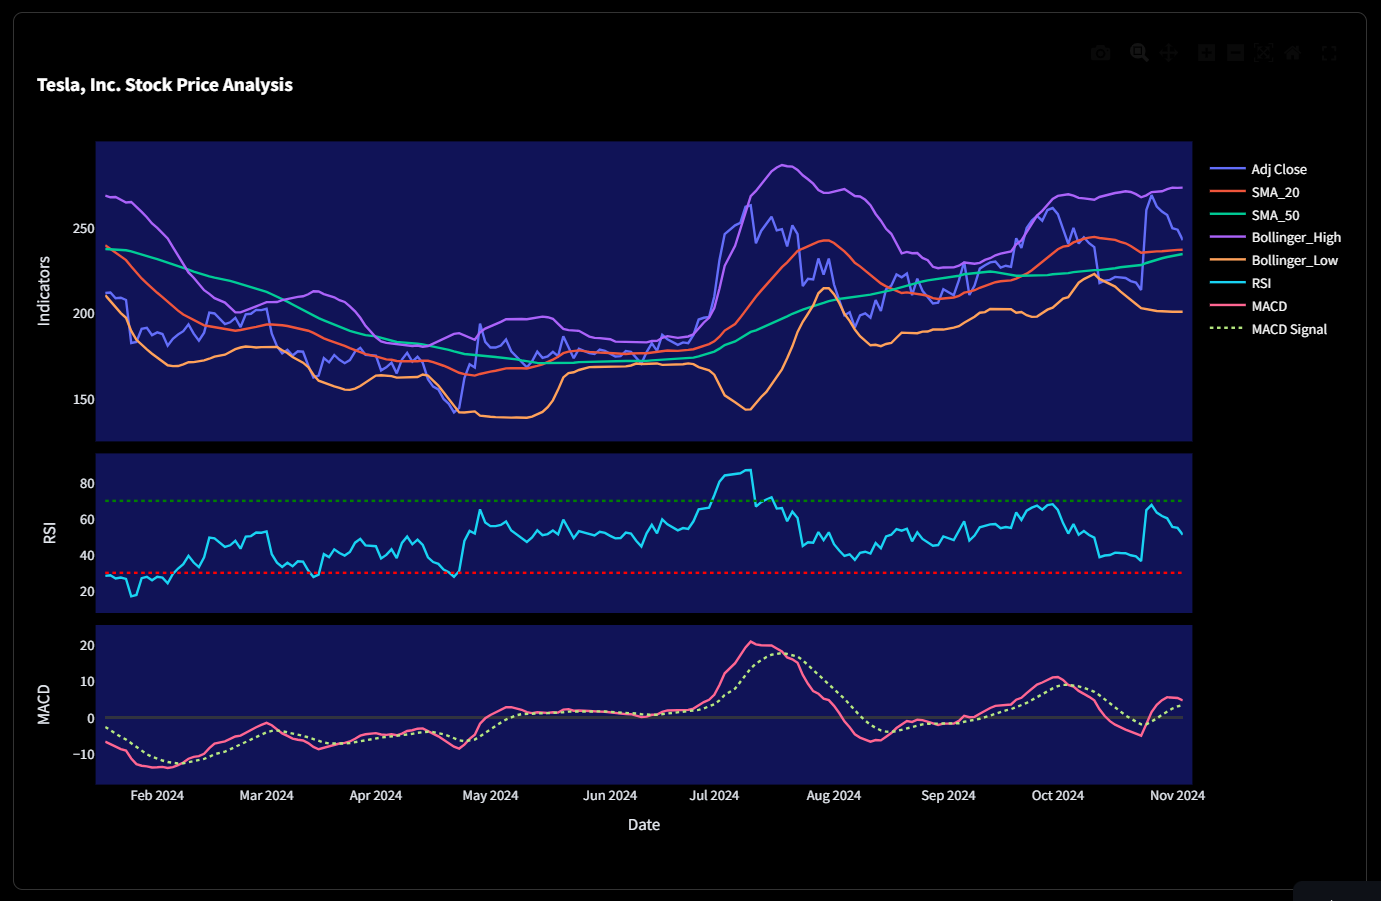 Tesla, Inc. Stock Price Analysis
Indicators
250
200
150
Adj Close
SMA_20
SMA_50
Bollinger_High
Bollinger_Low
RSI
MACD
MACD Signal
RSI
80
60
40
20
MACD
20
10
0
−10
Feb 2024 Mar 2024 Apr 2024 May 2024 Jun 2024 Jul 2024 Aug 2024 Sep 2024 Oct 2024 Nov 2024
Date